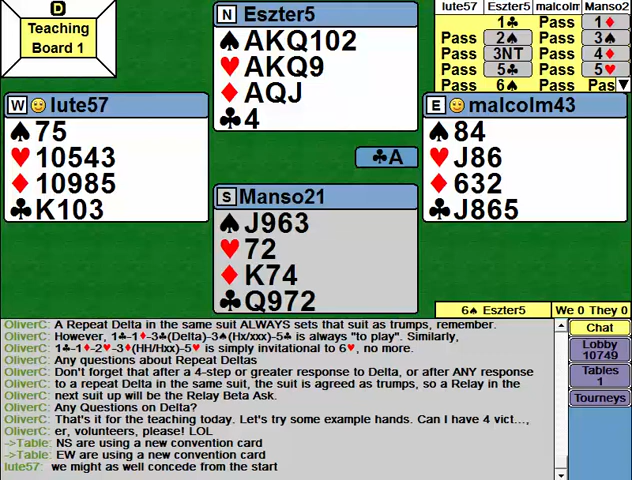 D
Teaching
Board 1
N Eszter5
♠AKQ102
♥AKQ9
♦AQJ
♣4
lute57 Eszter5 malcolm Manso2
1♣ Pass 1♦
Pass 2♠ Pass 3♠
Pass 3NT Pass 4♦
Pass 5♣ Pass 5♥
Pass 6♠ Pass Pas
W lute57
♠75
♥10543
♦10985
♣K103
♣A
E malcolm43
♠84
♥J86
♦632
♣J865
S Manso21
♠J963
♥72
♦K74
♣Q972
6♠ Eszter5 We 0 They 0
OliverC: A Repeat Delta in the same suit ALWAYS sets that suit as trumps, remember.
OliverC: However, 1♣-1♦-3♣(Delta)-3♠(Hx/xxx)-5♣ is always "to play". Similarly,
OliverC: 1♣-1♦-2♥-3♦(HH/Hxx)-5♥ is simply invitational to 6♥, no more.
OliverC: Any questions about Repeat Deltas
OliverC: Don't forget that after a 4-step or greater response to Delta, or after ANY response
OliverC: to a repeat Delta in the same suit, the suit is agreed as trumps, so a Relay in the
OliverC: next suit up will be the Relay Beta Ask.
OliverC: Any Questions on Delta?
OliverC: That's it for the teaching today. Let's try some example hands. Can I have 4 vict...,
OliverC: er, volunteers, please! LOL
->Table: NS are using a new convention card
->Table: EW are using a new convention card
lute57: we might as well concede from the start
Chat
Lobby
10749
Tables
1
Tourneys